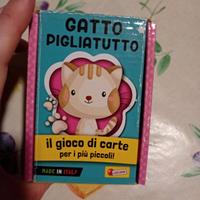 GATTO
PIGLIATUTTO
il gioco di carte
per i più piccoli!
MADE IN ITALY